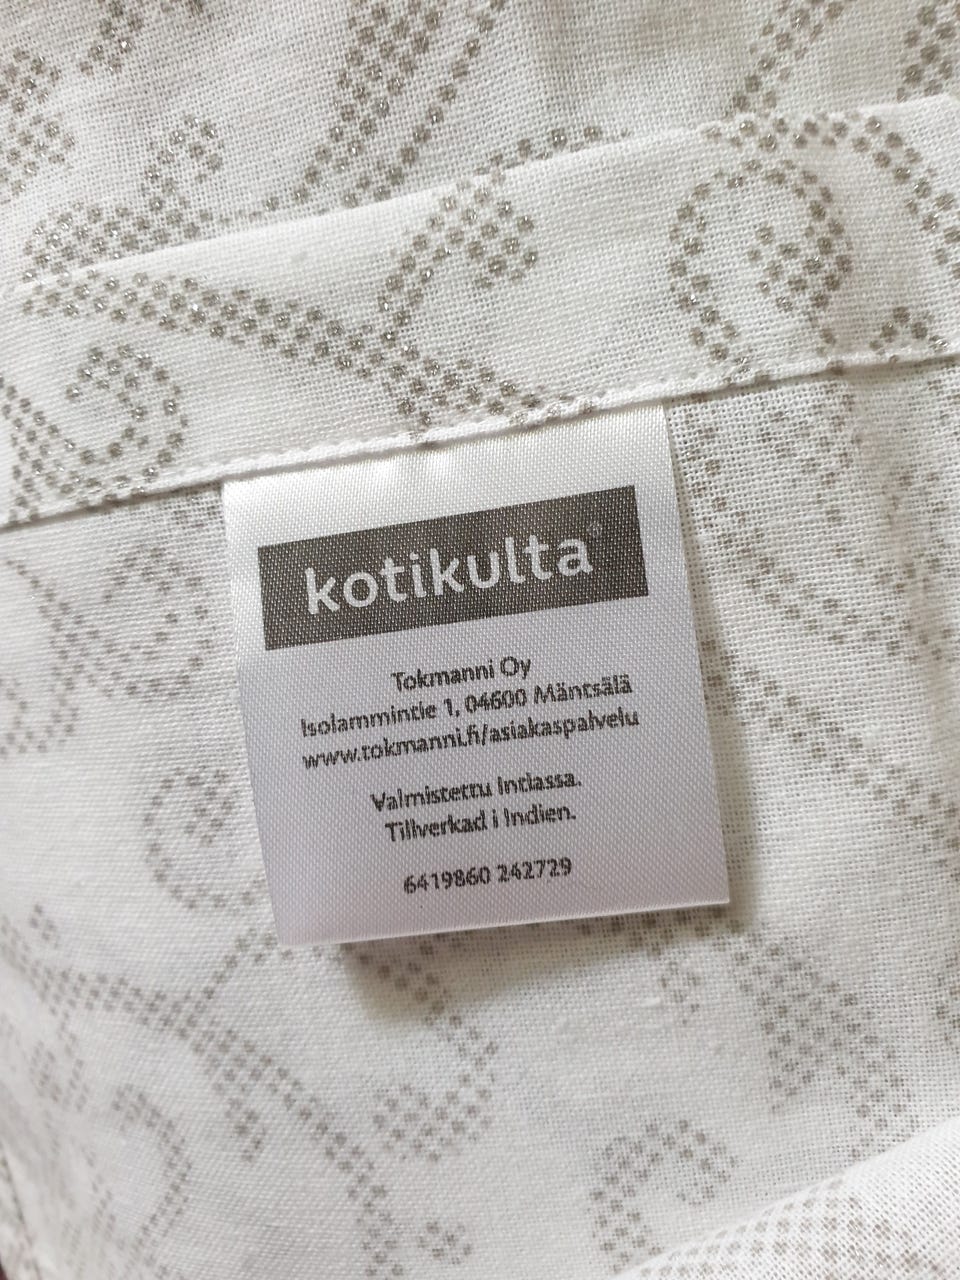 kotikulta®
Tokmanni Oy
Isolammintie 1, 04600 Mäntsälä
www.tokmanni.fi/asiakaspalvelu
Valmistettu Intiassa.
Tillverkad i Indien.
6419860 242729